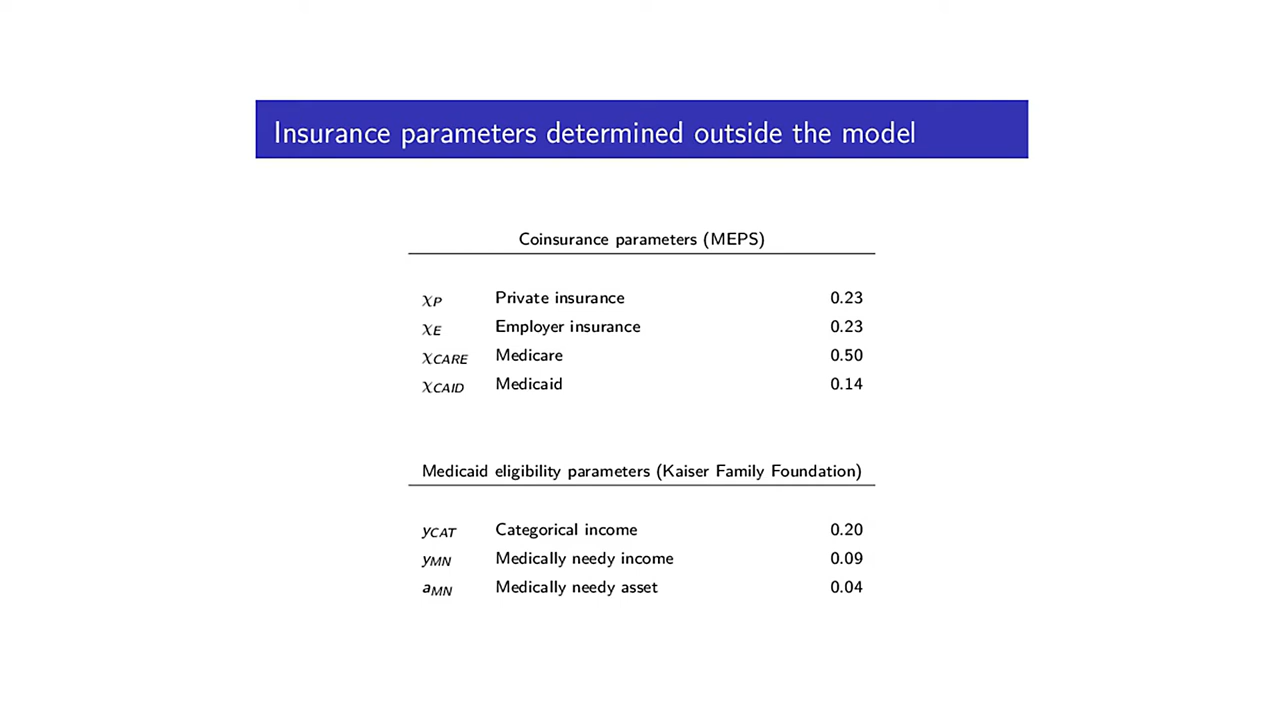 Insurance parameters determined outside the model
Coinsurance parameters (MEPS)
χP Private insurance 0.23
χE Employer insurance 0.23
χCARE Medicare 0.50
χCAID Medicaid 0.14
Medicaid eligibility parameters (Kaiser Family Foundation)
yCAT Categorical income 0.20
yMN Medically needy income 0.09
aMN Medically needy asset 0.04